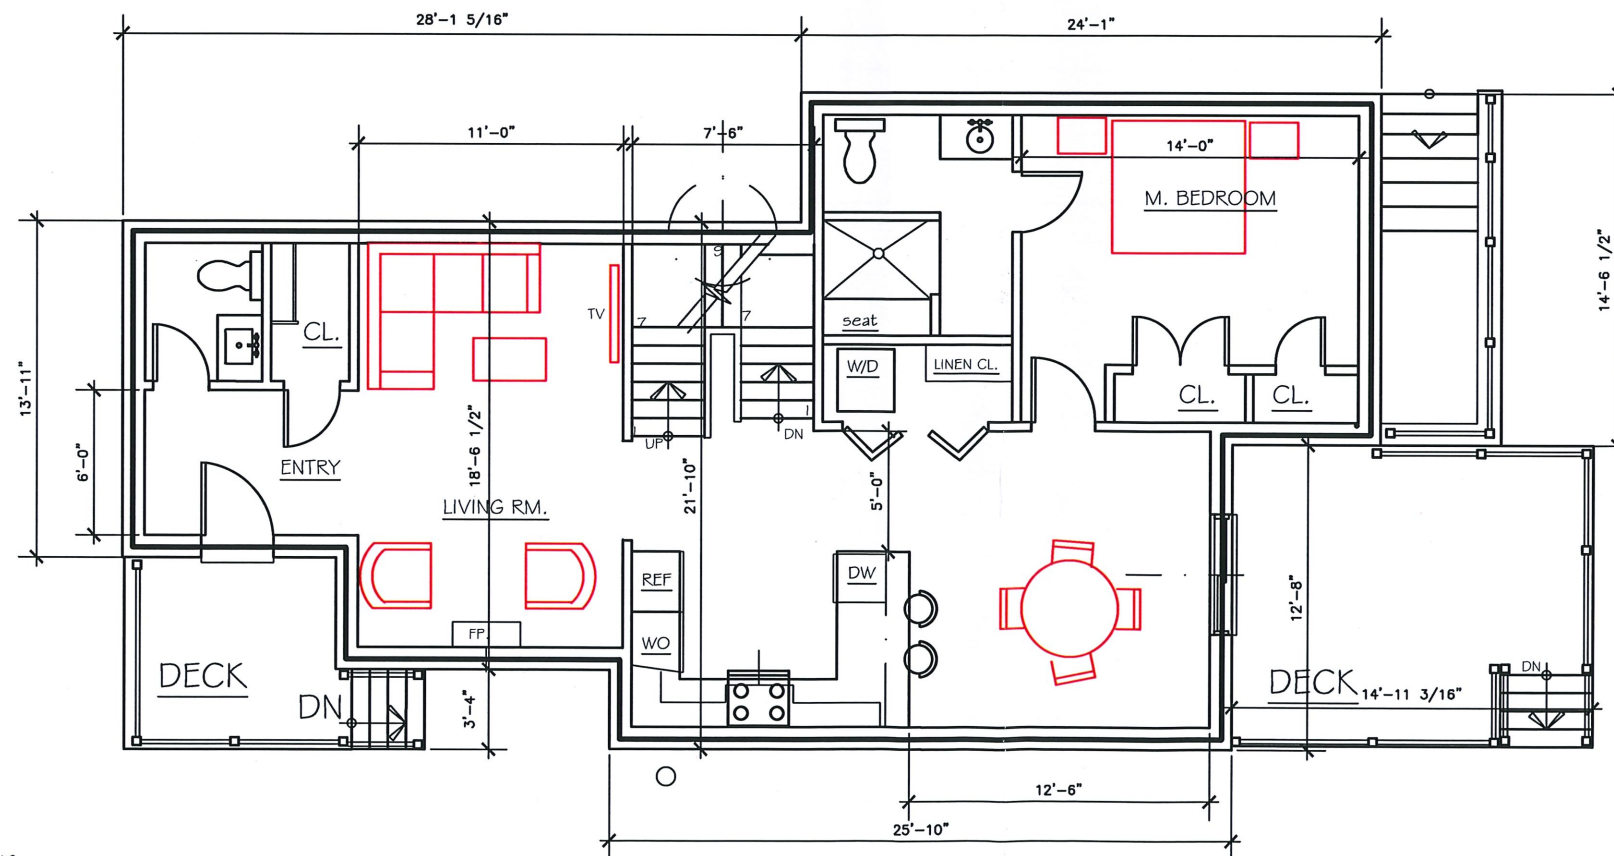 28'-1 5/16"
24'-1"
11'-0"
7'-6"
14'-0"
M. BEDROOM
14'-6 1/2"
9
TV
7
7
seat
CL.
W/D
LINEN CL.
CL.
CL.
13'-11"
6'-0"
ENTRY
18'-6 1/2"
LIVING RM.
UP
1
DN
21'-10"
5'-0"
REF
DW
WO
FP.
12'-8"
DECK
DN
3'-4"
DECK
14'-11 3/16"
DN
12'-6"
25'-10"